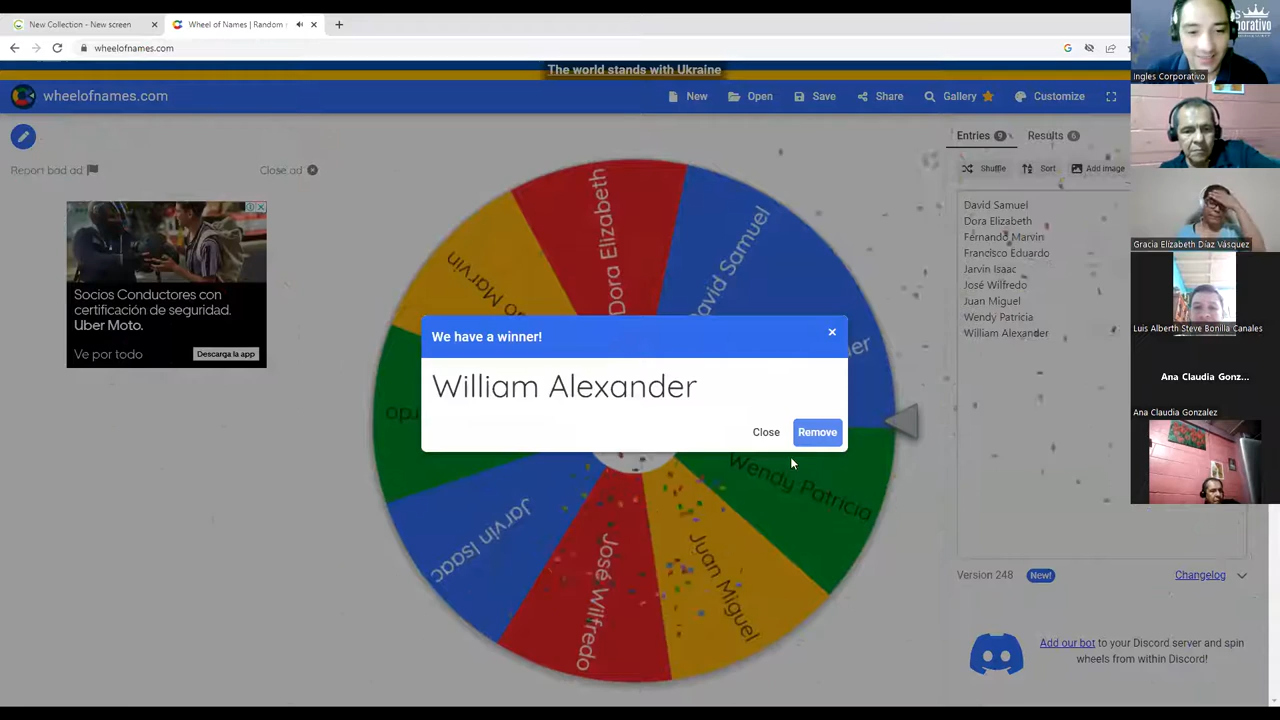 New Collection - New screen
Wheel of Names | Random
wheelofnames.com
The world stands with Ukraine
wheelofnames.com
New
Open
Save
Share
Gallery
Customize
Report bad ad
Close ad
Entries 9
Results 6
Shuffle
Sort
Add image
David Samuel
Dora Elizabeth
Fernando Marvin
Francisco Eduardo
Jarvin Isaac
José Wilfredo
Juan Miguel
Wendy Patricia
William Alexander
Socios Conductores con
certificación de seguridad.
Uber Moto.
Ve por todo
Descarga la app
Dora Elizabeth
David Samuel
o Marvin
er
rdo
Wendy Patricia
Jarvin Isaac
José Wilfredo
Juan Miguel
We have a winner!
William Alexander
Close
Remove
Version 248
New!
Changelog
Add our bot to your Discord server and spin
wheels from within Discord!
Ingles Corporativo
Gracia Elizabeth Díaz Vásquez
Luis Alberth Steve Bonilla Canales
Ana Claudia Gonz...
Ana Claudia Gonzalez